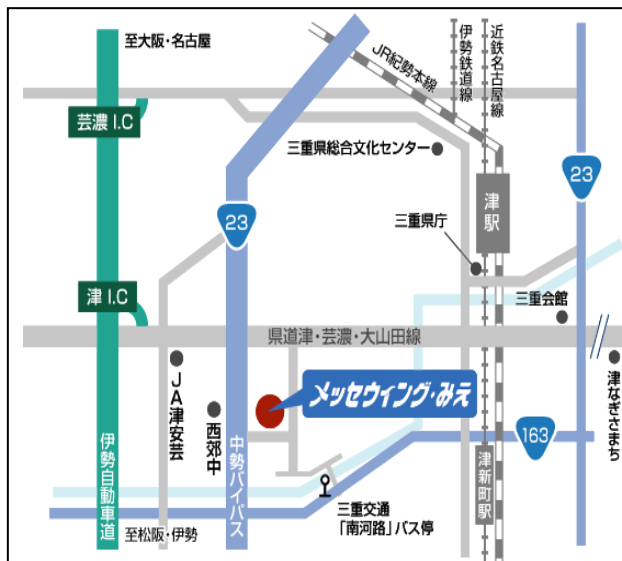 至大阪・名古屋
JR紀勢本線
伊勢鉄道線
近鉄名古屋線
芸濃 I.C
三重県総合文化センター
23
23
津駅
三重県庁
津 I.C
三重会館
県道津・芸濃・大山田線
JA津安芸
西郊中
メッセウィング・みえ
津なぎさまち
163
伊勢自動車道
中勢バイパス
津新町駅
三重交通
「南河路」バス停
至松阪・伊勢